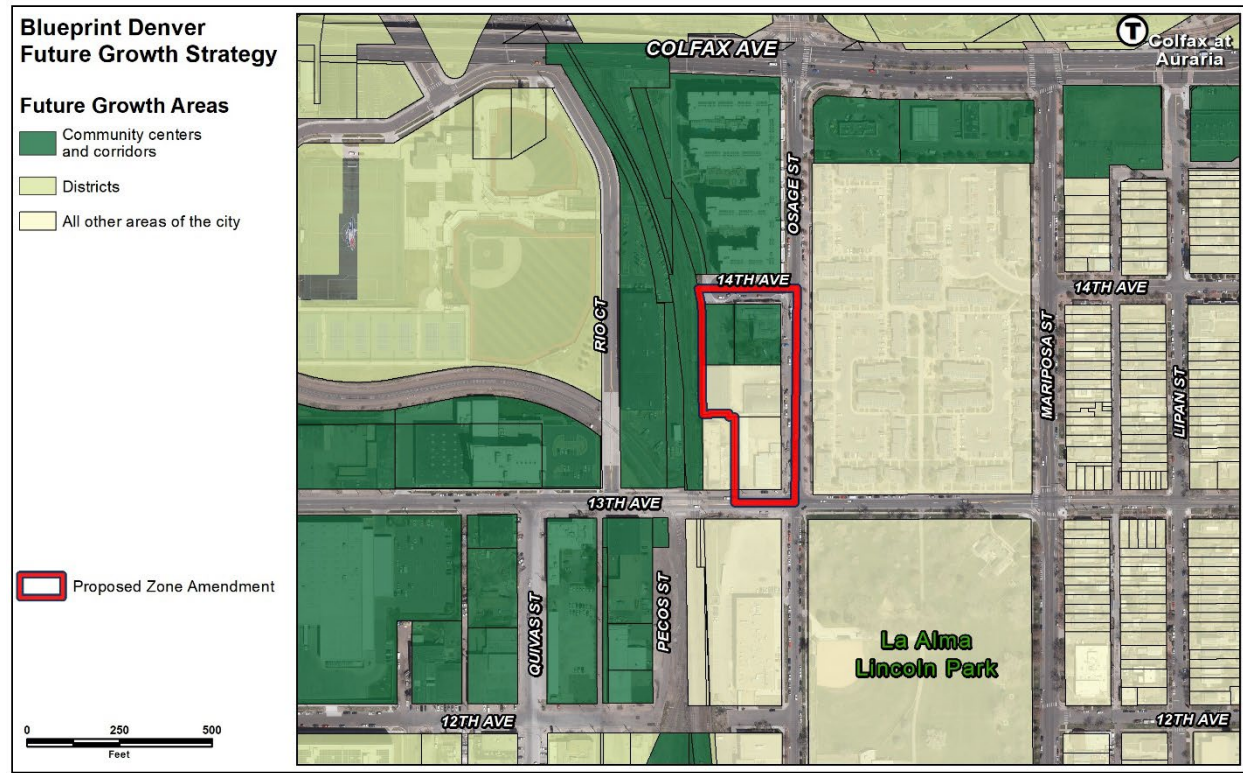 Blueprint Denver
Future Growth Strategy
Future Growth Areas
Community centers
and corridors
Districts
All other areas of the city
Proposed Zone Amendment
0 250 500
Feet
COLFAX AVE
T
Colfax at
Auraria
OSAGE ST
14TH AVE
14TH AVE
RIO CT
MARIPOSA ST
LIPAN ST
13TH AVE
QUIVAS ST
PECOS ST
La Alma
Lincoln Park
12TH AVE
12TH AVE